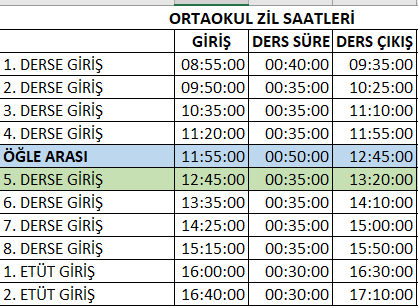 ORTAOKUL ZİL SAATLERİ
GİRİŞ DERS SÜRE DERS ÇIKIŞ
1. DERSE GİRİŞ 08:55:00 00:40:00 09:35:00
2. DERSE GİRİŞ 09:50:00 00:35:00 10:25:00
3. DERSE GİRİŞ 10:35:00 00:35:00 11:10:00
4. DERSE GİRİŞ 11:20:00 00:35:00 11:55:00
ÖĞLE ARASI 11:55:00 00:50:00 12:45:00
5. DERSE GİRİŞ 12:45:00 00:35:00 13:20:00
6. DERSE GİRİŞ 13:35:00 00:35:00 14:10:00
7. DERSE GİRİŞ 14:25:00 00:35:00 15:00:00
8. DERSE GİRİŞ 15:15:00 00:35:00 15:50:00
1. ETÜT GİRİŞ 16:00:00 00:30:00 16:30:00
2. ETÜT GİRİŞ 16:40:00 00:30:00 17:10:00